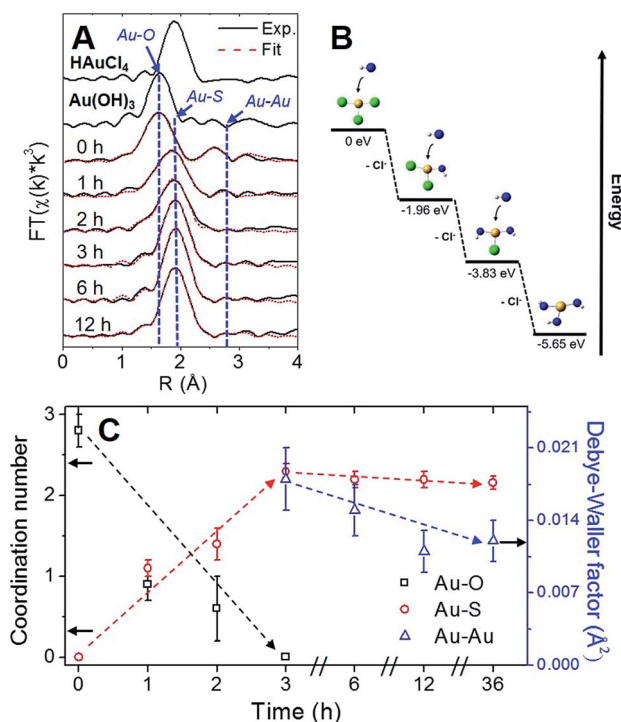 A
Exp.
Fit
Au-O
HAuCl4
Au(OH)3
Au-S
Au-Au
0 h
1 h
2 h
3 h
6 h
12 h
FT(χ(k)*k3)
0 1 2 3 4
R (Å)
B
0 eV
- Cl-
-1.96 eV
- Cl-
-3.83 eV
- Cl-
-5.65 eV
Energy
C
Coordination number
3
2
1
0
0.021
0.014
0.007
0.000
Debye-Waller factor (Å2)
Au-O
Au-S
Au-Au
0 1 2 3 // 6 // 12 // 36
Time (h)